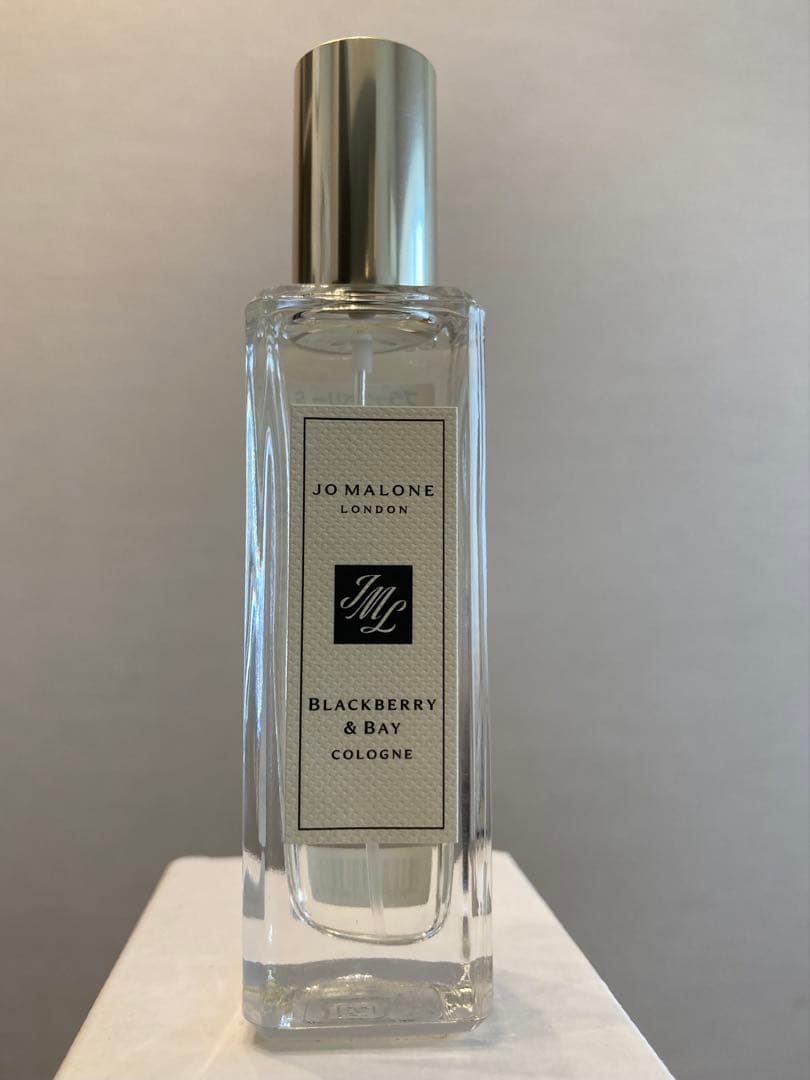 JO MALONE
LONDON
JML
BLACKBERRY
& BAY
COLOGNE